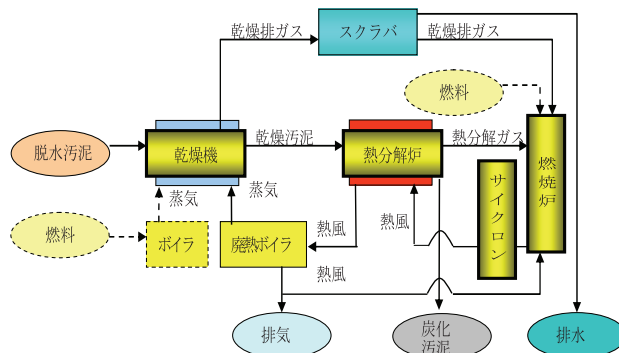 乾燥排ガス
スクラバ
乾燥排ガス
燃料
脱水汚泥
乾燥機
乾燥汚泥
熱分解炉
熱分解ガス
燃焼炉
サイクロン
蒸気
蒸気
燃料
ボイラ
廃熱ボイラ
熱風
熱風
熱風
排気
炭化
汚泥
排水